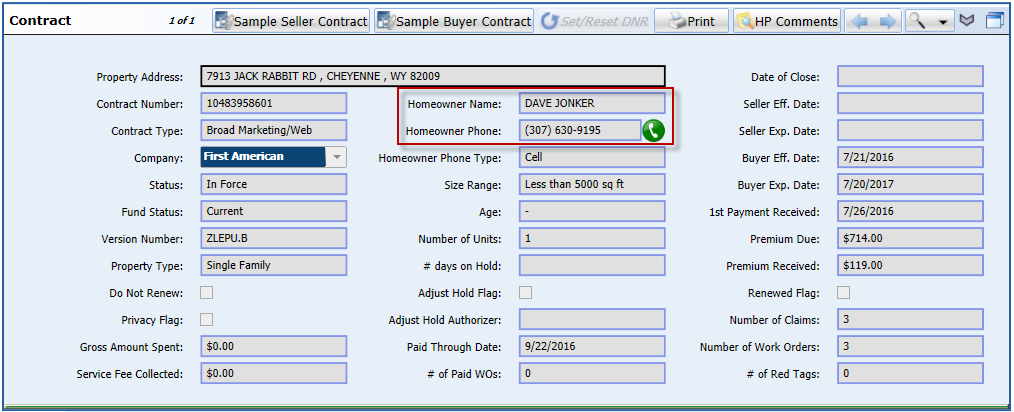 Contract 1 of 1 Sample Seller Contract Sample Buyer Contract Set/Reset DNR Print HP Comments
Property Address: 7913 JACK RABBIT RD , CHEYENNE , WY 82009 Date of Close:
Contract Number: 10483958601 Homeowner Name: DAVE JONKER Seller Eff. Date:
Contract Type: Broad Marketing/Web Homeowner Phone: (307) 630-9195 Seller Exp. Date:
Company: First American Homeowner Phone Type: Cell Buyer Eff. Date: 7/21/2016
Status: In Force Size Range: Less than 5000 sq ft Buyer Exp. Date: 7/20/2017
Fund Status: Current Age: - 1st Payment Received: 7/26/2016
Version Number: ZLEPU.B Number of Units: 1 Premium Due: $714.00
Property Type: Single Family # days on Hold: Premium Received: $119.00
Do Not Renew: Adjust Hold Flag: Renewed Flag:
Privacy Flag: Adjust Hold Authorizer: Number of Claims: 3
Gross Amount Spent: $0.00 Paid Through Date: 9/22/2016 Number of Work Orders: 3
Service Fee Collected: $0.00 # of Paid WOs: 0 # of Red Tags: 0